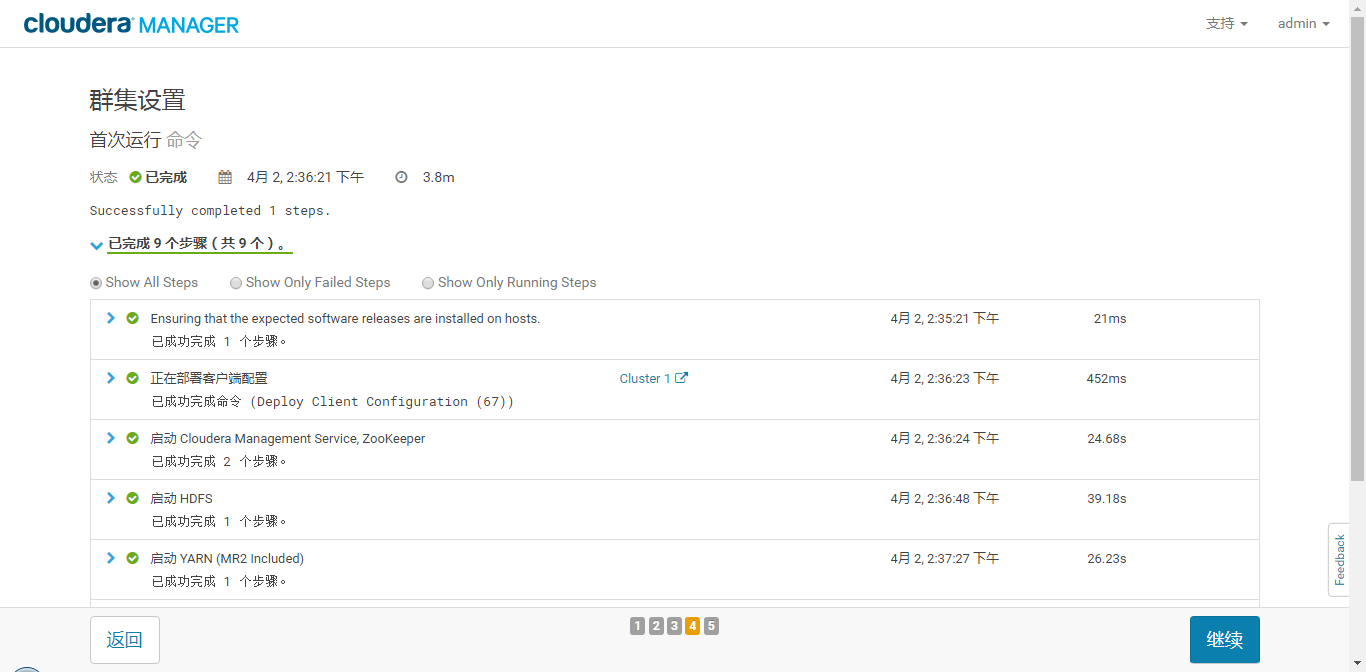 cloudera MANAGER 支持 admin
群集设置
首次运行 命令
状态 已完成 4月 2, 2:36:21 下午 3.8m
Successfully completed 1 steps.
已完成 9 个步骤（共 9 个）。
Show All Steps Show Only Failed Steps Show Only Running Steps
Ensuring that the expected software releases are installed on hosts. 4月 2, 2:35:21 下午 21ms
已成功完成 1 个步骤。
正在部署客户端配置 Cluster 1 4月 2, 2:36:23 下午 452ms
已成功完成命令 (Deploy Client Configuration (67))
启动 Cloudera Management Service, ZooKeeper 4月 2, 2:36:24 下午 24.68s
已成功完成 2 个步骤。
启动 HDFS 4月 2, 2:36:48 下午 39.18s
已成功完成 1 个步骤。
启动 YARN (MR2 Included) 4月 2, 2:37:27 下午 26.23s
已成功完成 1 个步骤。
Feedback
返回 1 2 3 4 5 继续